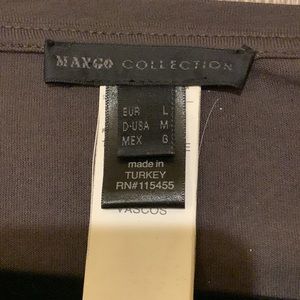 MANGO COLLECTION
EUR L
D-USA M
MEX G
made in
TURKEY
RN#115455
VASCOS